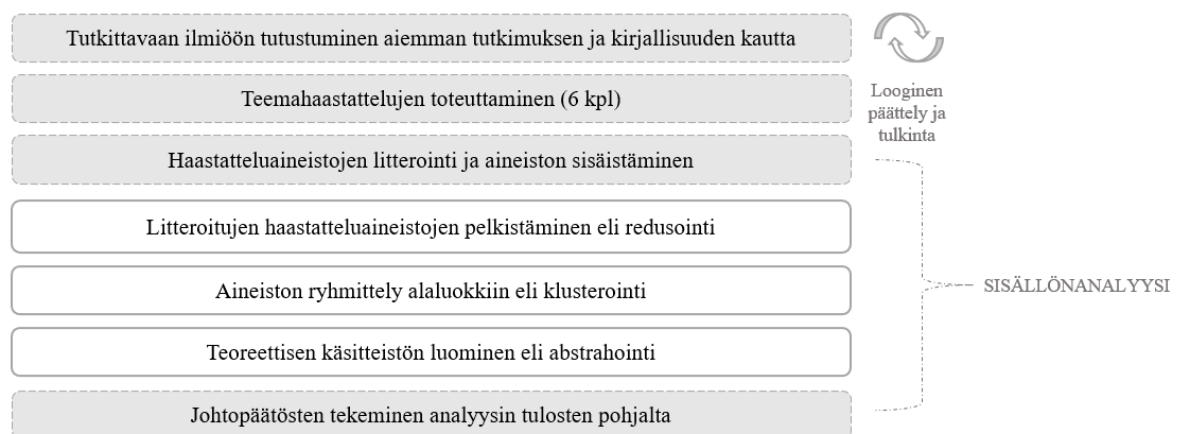 Tutkittavaan ilmiöön tutustuminen aiemman tutkimuksen ja kirjallisuuden kautta
Teemahaastattelujen toteuttaminen (6 kpl)
Looginen
päättely ja
tulkinta
Haastatteluaineistojen litterointi ja aineiston sisäistäminen
Litteroitujen haastatteluaineistojen pelkistäminen eli redusointi
Aineiston ryhmittely alaluokkiin eli klusterointi
SISÄLLÖNANALYYSI
Teoreettisen käsitteistön luominen eli abstrahointi
Johtopäätösten tekeminen analyysin tulosten pohjalta